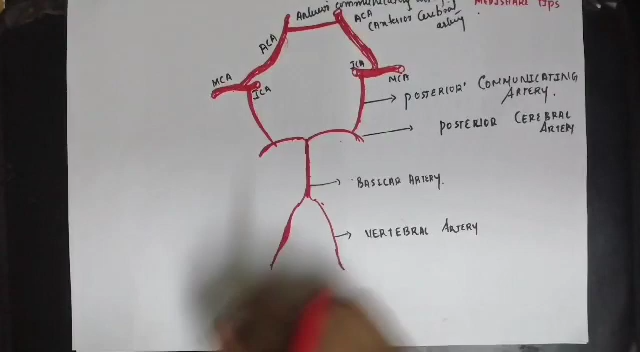 Anterior communicating
MEDISHARE Tips
ACA
(Anterior Cerebral
artery
ACA
ICA
MCA
MCA
ICA
POSTERIOR COMMUNICATING
ARTERY.
POSTERIOR CEREBRAL
ARTERY
BASILAR ARTERY.
VERTEBRAL ARTERY